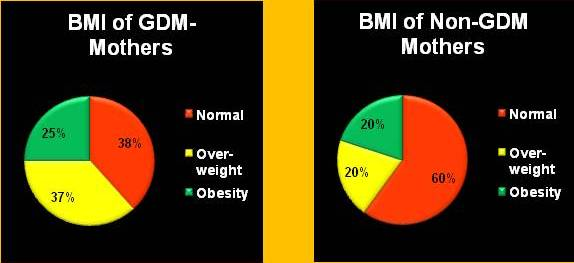 BMI of GDM-
Mothers
25%
38%
37%
Normal
Over-
weight
Obesity
BMI of Non-GDM
Mothers
20%
20%
60%
Normal
Over-
weight
Obesity